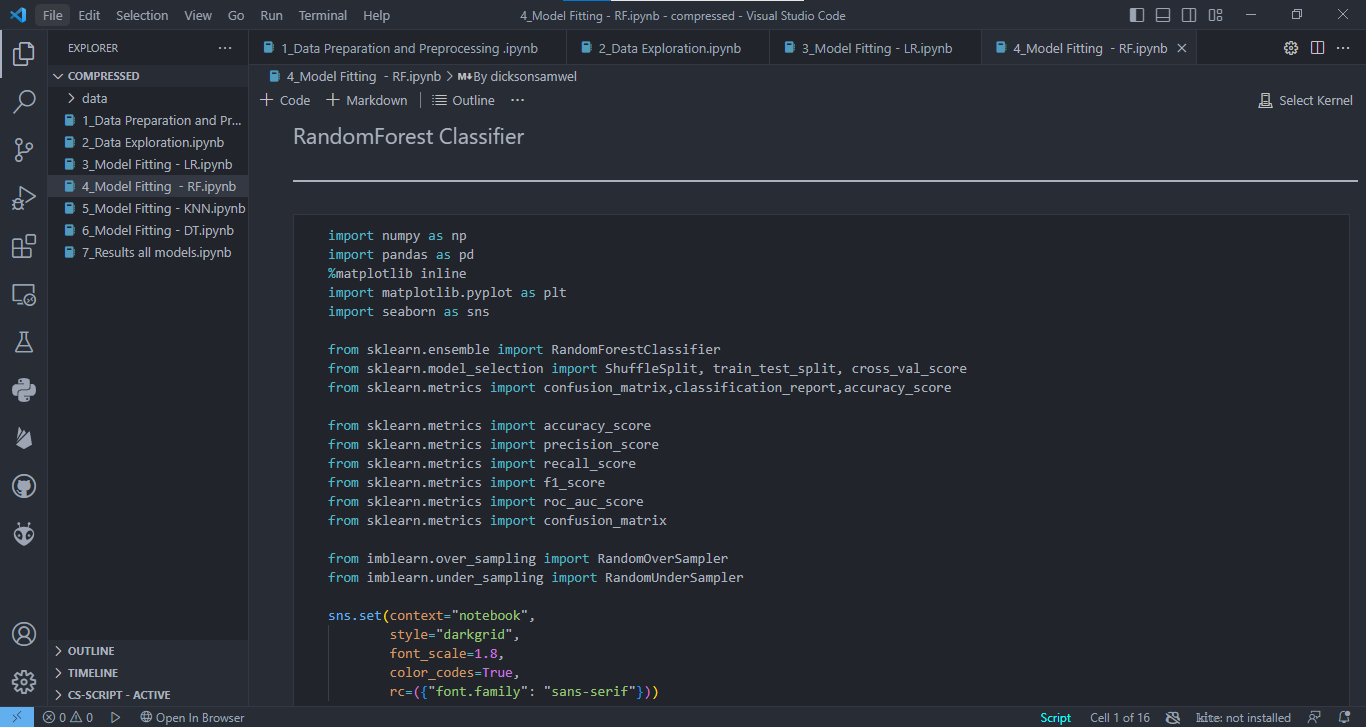 File Edit Selection View Go Run Terminal Help
4_Model Fitting - RF.ipynb - compressed - Visual Studio Code
EXPLORER
COMPRESSED
data
1_Data Preparation and Pr...
2_Data Exploration.ipynb
3_Model Fitting - LR.ipynb
4_Model Fitting - RF.ipynb
5_Model Fitting - KNN.ipynb
6_Model Fitting - DT.ipynb
7_Results all models.ipynb
OUTLINE
TIMELINE
CS-SCRIPT - ACTIVE
1_Data Preparation and Preprocessing .ipynb
2_Data Exploration.ipynb
3_Model Fitting - LR.ipynb
4_Model Fitting - RF.ipynb
4_Model Fitting - RF.ipynb > M↓By dicksonsamwel
+ Code + Markdown Outline ...
Select Kernel
RandomForest Classifier
import numpy as np
import pandas as pd
%matplotlib inline
import matplotlib.pyplot as plt
import seaborn as sns
from sklearn.ensemble import RandomForestClassifier
from sklearn.model_selection import ShuffleSplit, train_test_split, cross_val_score
from sklearn.metrics import confusion_matrix,classification_report,accuracy_score
from sklearn.metrics import accuracy_score
from sklearn.metrics import precision_score
from sklearn.metrics import recall_score
from sklearn.metrics import f1_score
from sklearn.metrics import roc_auc_score
from sklearn.metrics import confusion_matrix
from imblearn.over_sampling import RandomOverSampler
from imblearn.under_sampling import RandomUnderSampler
sns.set(context="notebook",
style="darkgrid",
font_scale=1.8,
color_codes=True,
rc=({"font.family": "sans-serif"}))
0 0 Open In Browser
Script Cell 1 of 16 kite: not installed